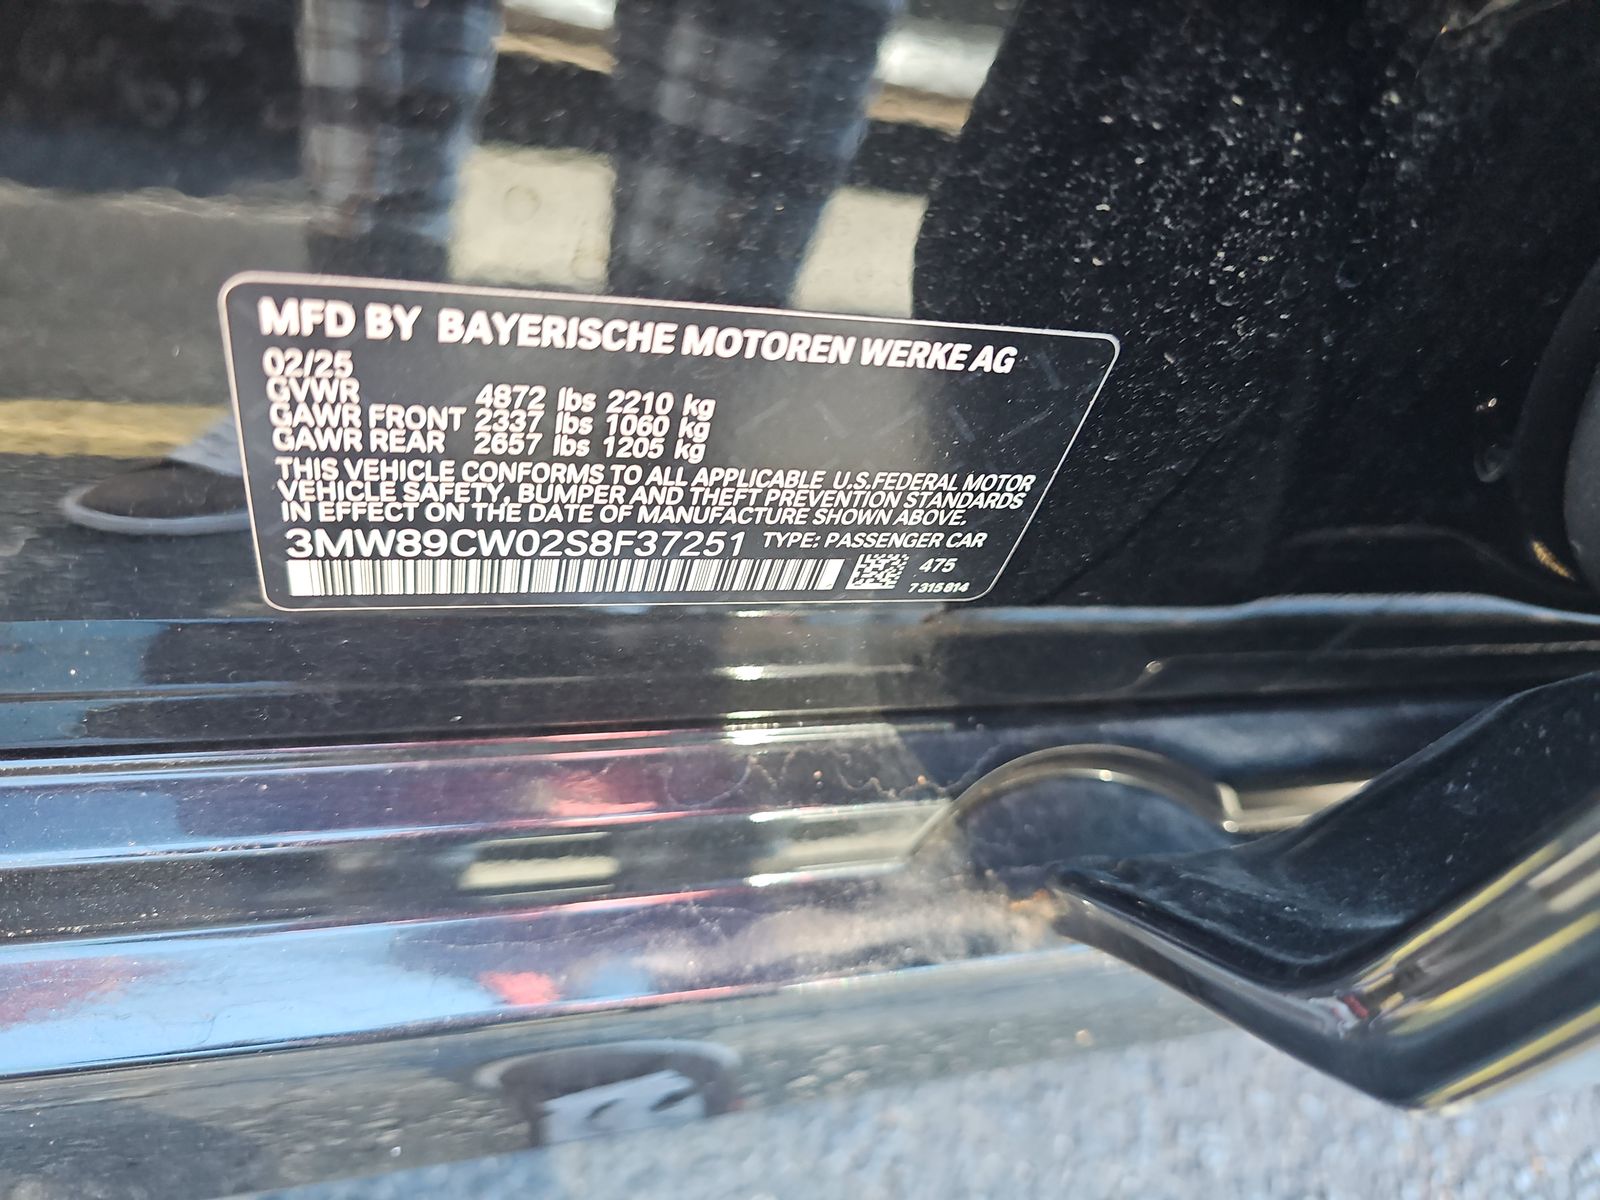 MFD BY BAYERISCHE MOTOREN WERKE AG
02/25
GVWR 4872 lbs 2210 kg
GAWR FRONT 2337 lbs 1060 kg
GAWR REAR 2657 lbs 1205 kg
THIS VEHICLE CONFORMS TO ALL APPLICABLE U.S.FEDERAL MOTOR
VEHICLE SAFETY, BUMPER AND THEFT PREVENTION STANDARDS
IN EFFECT ON THE DATE OF MANUFACTURE SHOWN ABOVE.
3MW89CW02S8F37251 TYPE: PASSENGER CAR
475
7 315 814